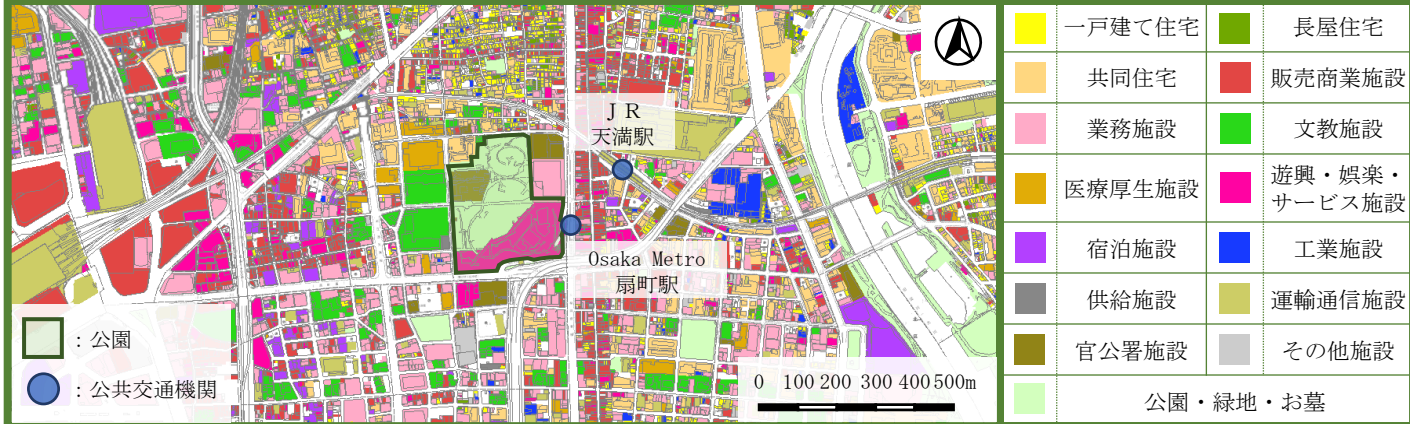 ＪＲ
天満駅
Osaka Metro
扇町駅
：公園
：公共交通機関
0 100 200 300 400 500m
一戸建て住宅
長屋住宅
共同住宅
販売商業施設
業務施設
文教施設
医療厚生施設
遊興・娯楽・
サービス施設
宿泊施設
工業施設
供給施設
運輸通信施設
官公署施設
その他施設
公園・緑地・お墓